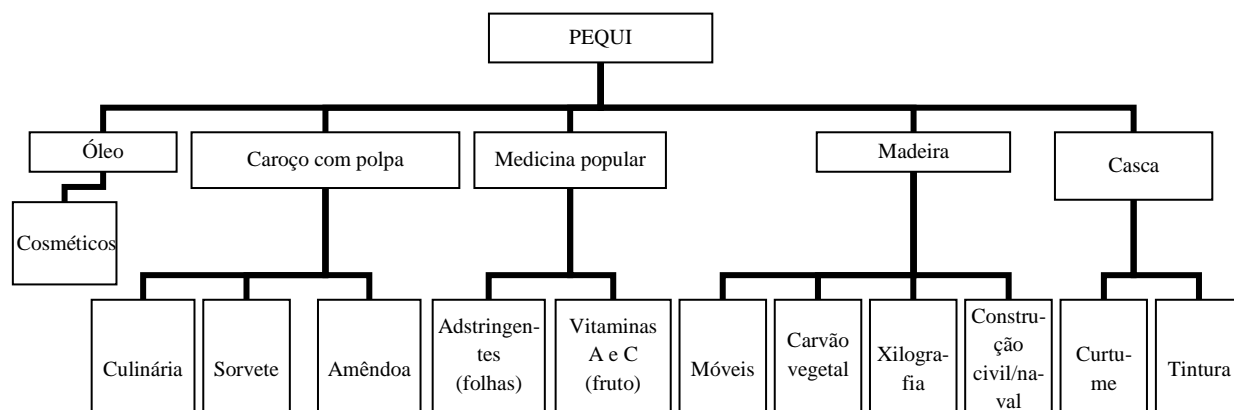 PEQUI
Óleo
Caroço com polpa
Medicina popular
Madeira
Casca
Cosméticos
Culinária
Sorvete
Amêndoa
Adstringen-
tes
(folhas)
Vitaminas
A e C
(fruto)
Móveis
Carvão
vegetal
Xilogra-
fia
Constru-
ção
civil/na-
val
Curtu-
me
Tintura